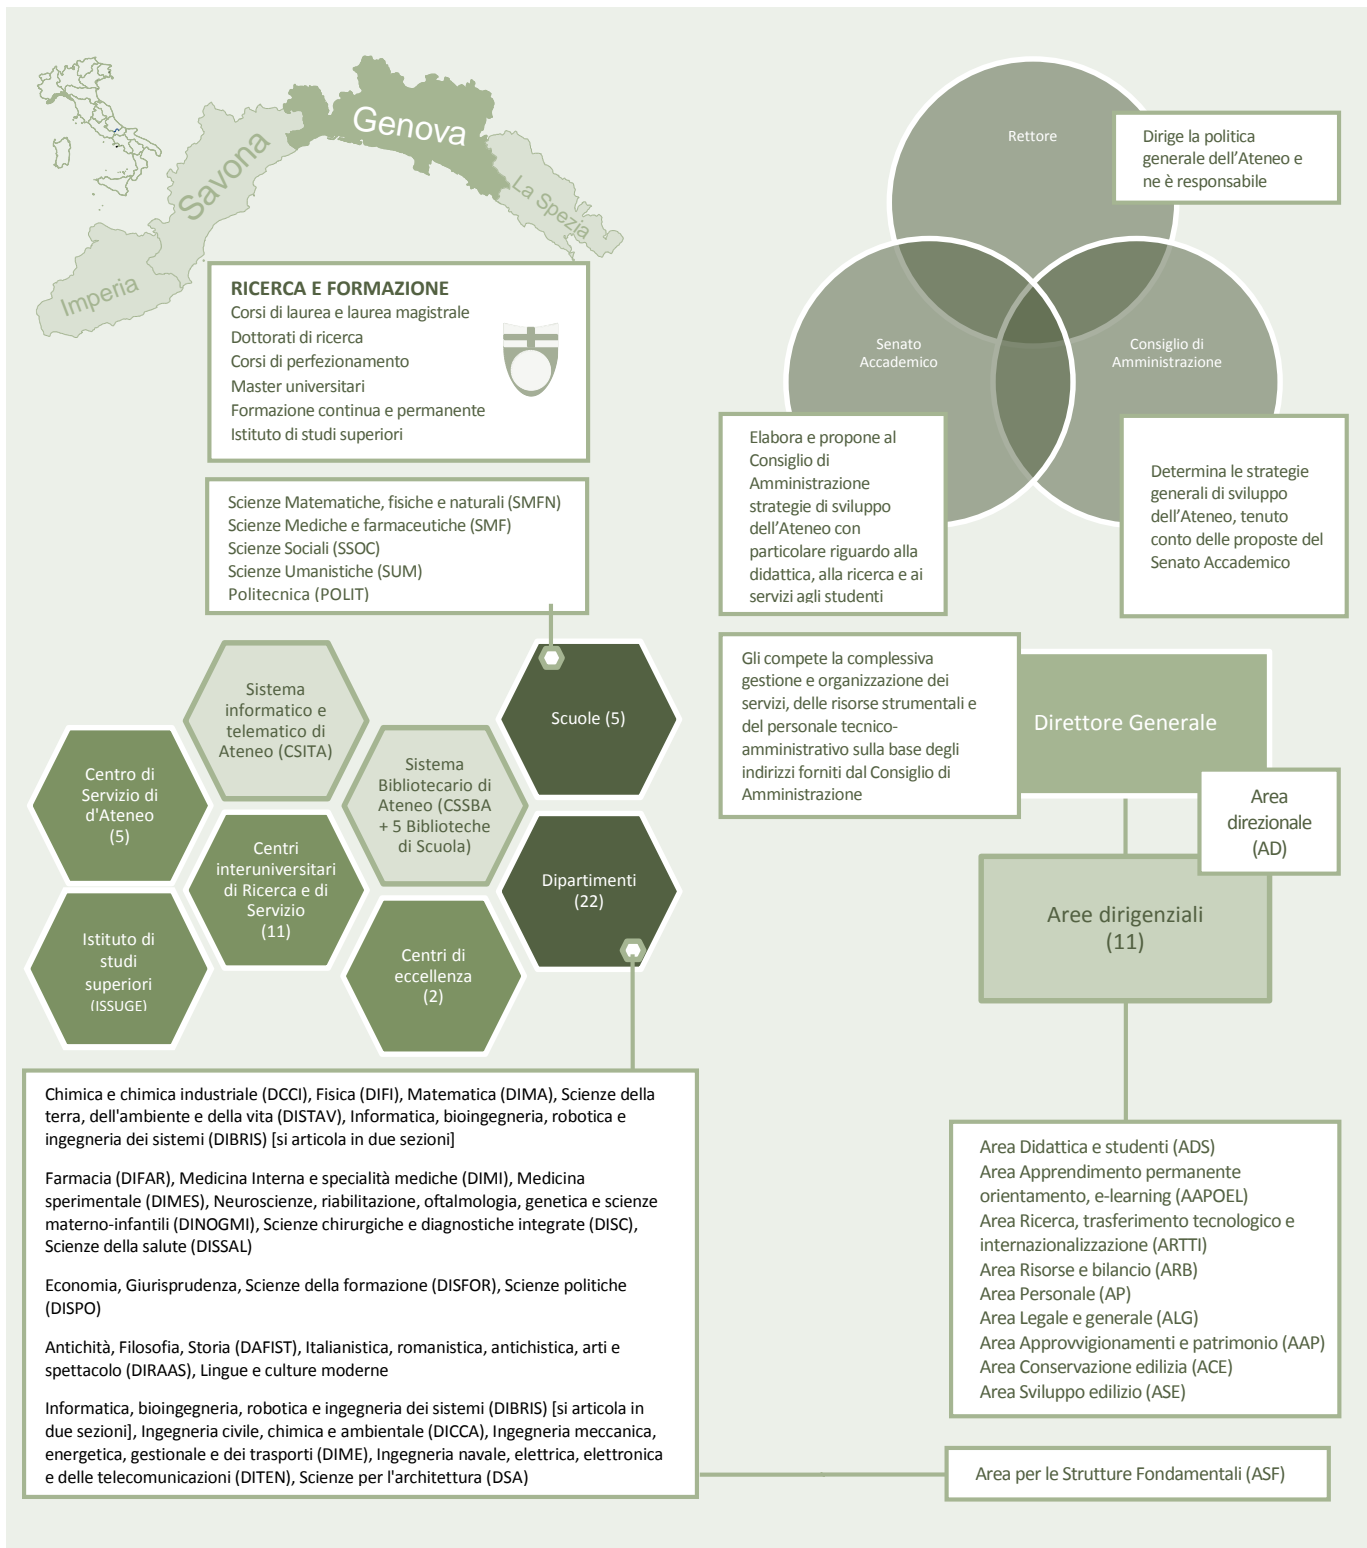 Genova
Savona
La Spezia
Imperia
RICERCA E FORMAZIONE
Corsi di laurea e laurea magistrale
Dottorati di ricerca
Corsi di perfezionamento
Master universitari
Formazione continua e permanente
Istituto di studi superiori
Scienze Matematiche, fisiche e naturali (SMFN)
Scienze Mediche e farmaceutiche (SMF)
Scienze Sociali (SSOC)
Scienze Umanistiche (SUM)
Politecnica (POLIT)
Rettore
Dirige la politica
generale dell'Ateneo e
ne è responsabile
Senato
Accademico
Consiglio di
Amministrazione
Elabora e propone al
Consiglio di
Amministrazione
strategie di sviluppo
dell'Ateneo con
particolare riguardo alla
didattica, alla ricerca e ai
servizi agli studenti
Determina le strategie
generali di sviluppo
dell'Ateneo, tenuto
conto delle proposte del
Senato Accademico
Gli compete la complessiva
gestione e organizzazione dei
servizi, delle risorse strumentali e
del personale tecnico-
amministrativo sulla base degli
indirizzi forniti dal Consiglio di
Amministrazione
Direttore Generale
Area
direzionale
(AD)
Aree dirigenziali
(11)
Sistema
informatico e
telematico di
Ateneo (CSITA)
Scuole (5)
Centro di
Servizio di
d'Ateneo
(5)
Sistema
Bibliotecario di
Ateneo (CSSBA
+ 5 Biblioteche
di Scuola)
Centri
interuniversitari
di Ricerca e di
Servizio
(11)
Dipartimenti
(22)
Istituto di
studi
superiori
(ISSUGE)
Centri di
eccellenza
(2)
Chimica e chimica industriale (DCCI), Fisica (DIFI), Matematica (DIMA), Scienze della
terra, dell'ambiente e della vita (DISTAV), Informatica, bioingegneria, robotica e
ingegneria dei sistemi (DIBRIS) [si articola in due sezioni]
Farmacia (DIFAR), Medicina Interna e specialità mediche (DIMI), Medicina
sperimentale (DIMES), Neuroscienze, riabilitazione, oftalmologia, genetica e scienze
materno-infantili (DINOGMI), Scienze chirurgiche e diagnostiche integrate (DISC),
Scienze della salute (DISSAL)
Economia, Giurisprudenza, Scienze della formazione (DISFOR), Scienze politiche
(DISPO)
Antichità, Filosofia, Storia (DAFIST), Italianistica, romanistica, antichistica, arti e
spettacolo (DIRAAS), Lingue e culture moderne
Informatica, bioingegneria, robotica e ingegneria dei sistemi (DIBRIS) [si articola in
due sezioni], Ingegneria civile, chimica e ambientale (DICCA), Ingegneria meccanica,
energetica, gestionale e dei trasporti (DIME), Ingegneria navale, elettrica, elettronica
e delle telecomunicazioni (DITEN), Scienze per l'architettura (DSA)
Area Didattica e studenti (ADS)
Area Apprendimento permanente
orientamento, e-learning (AAPOEL)
Area Ricerca, trasferimento tecnologico e
internazionalizzazione (ARTTI)
Area Risorse e bilancio (ARB)
Area Personale (AP)
Area Legale e generale (ALG)
Area Approvvigionamenti e patrimonio (AAP)
Area Conservazione edilizia (ACE)
Area Sviluppo edilizio (ASE)
Area per le Strutture Fondamentali (ASF)